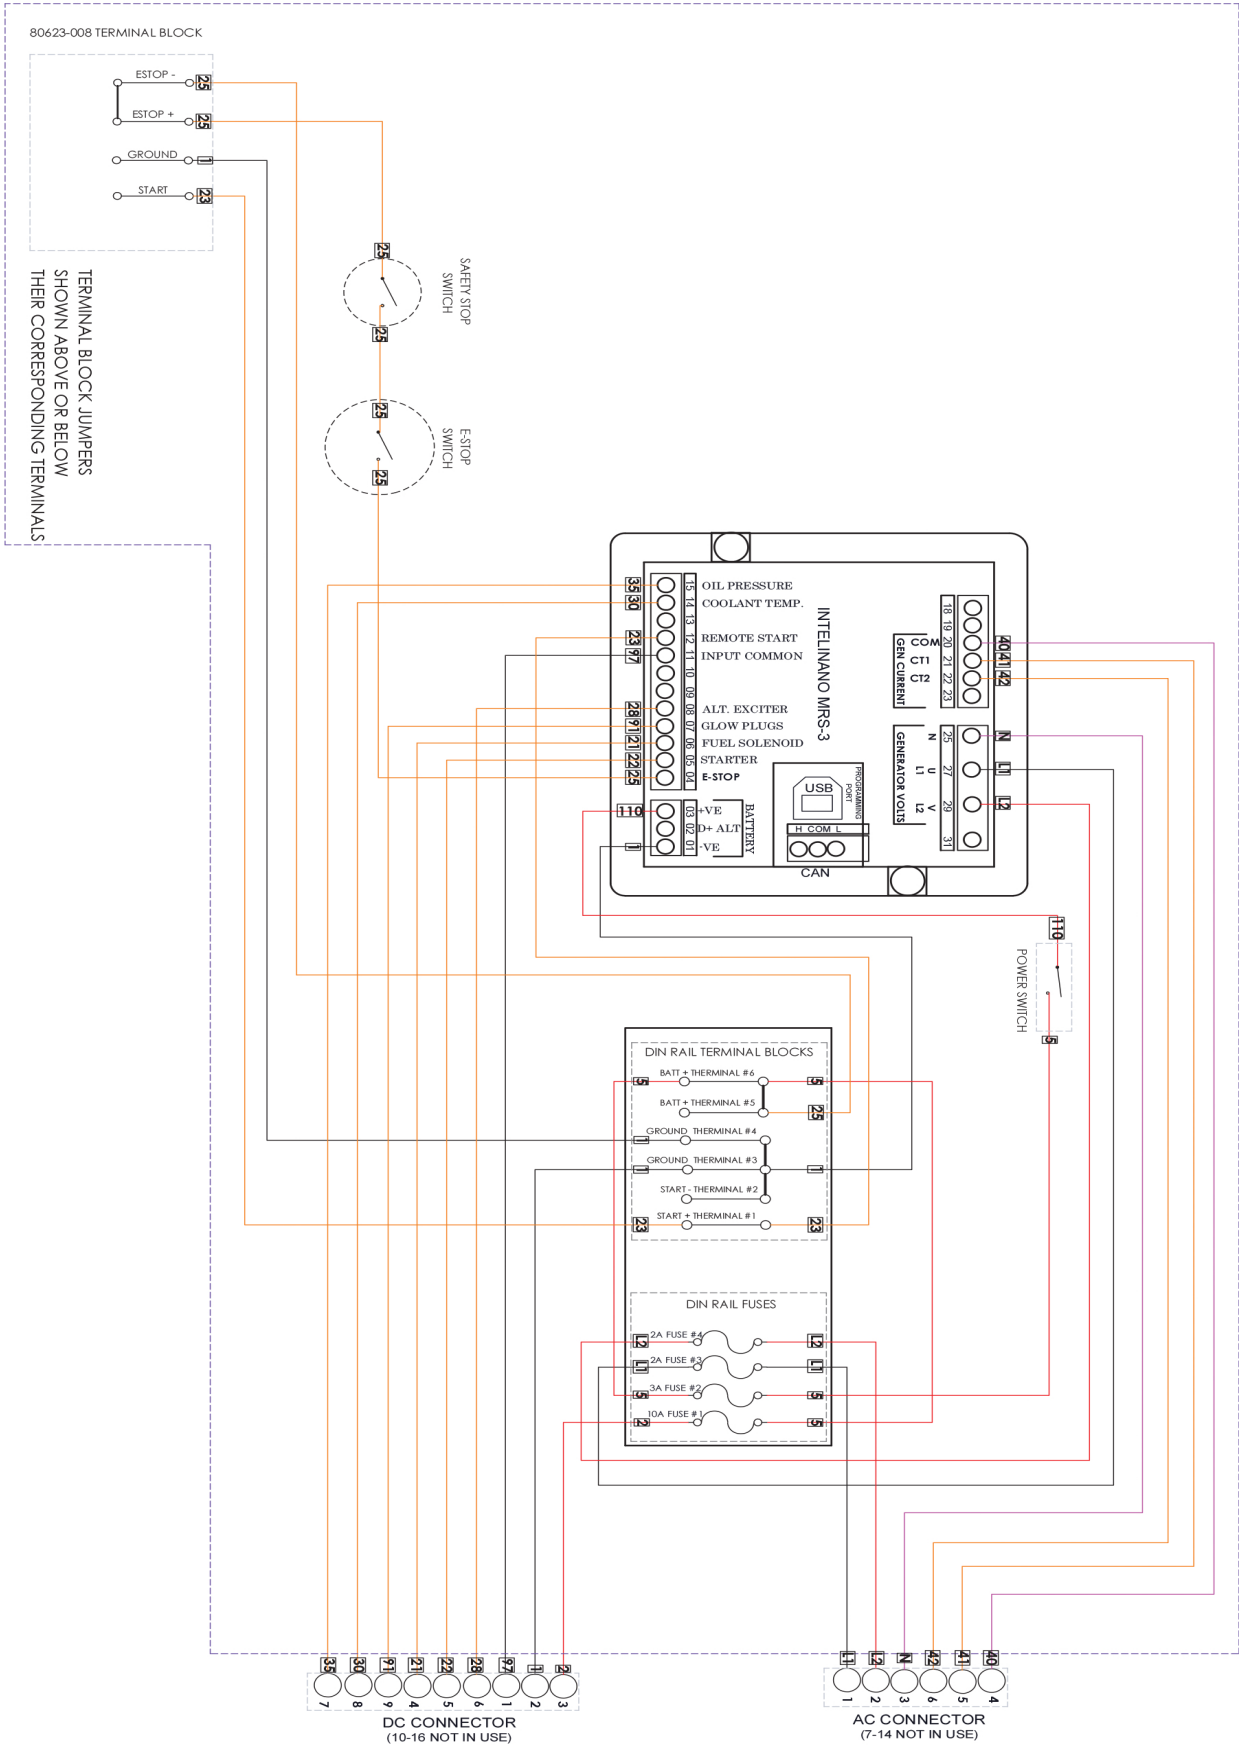 80623-008 TERMINAL BLOCK
ESTOP -
25
ESTOP +
25
GROUND
1
START
23
TERMINAL BLOCK JUMPERS
SHOWN ABOVE OR BELOW
THEIR CORRESPONDING TERMINALS
25
SAFETY STOP
SWITCH
25
25
E-STOP
SWITCH
25
INTELINANO MRS-3
35
15
OIL PRESSURE
30
14
COOLANT TEMP.
13
23
12
REMOTE START
97
11
INPUT COMMON
10
09
28
08
ALT. EXCITER
91
07
GLOW PLUGS
21
06
FUEL SOLENOID
22
05
STARTER
25
04
E-STOP
110
03
+VE
02
D+ ALT
1
01
-VE
BATTERY
PROGRAMMING
PORT
USB
H COM L
CAN
18
19
COM
20
40
CT1
21
41
CT2
22
42
23
GEN CURRENT
N
25
N
U
L1
27
L1
V
L2
29
L2
31
GENERATOR VOLTS
110
POWER SWITCH
5
DIN RAIL TERMINAL BLOCKS
5
BATT + THERMINAL #6
5
BATT + THERMINAL #5
25
1
GROUND THERMINAL #4
1
GROUND THERMINAL #3
1
START - THERMINAL #2
23
START + THERMINAL #1
23
DIN RAIL FUSES
L2
2A FUSE #4
L2
L1
2A FUSE #3
L1
5
3A FUSE #2
5
2
10A FUSE #1
5
35
30
91
21
22
28
97
1
2
7
8
9
4
5
6
1
2
3
DC CONNECTOR
(10-16 NOT IN USE)
L1
L2
N
42
41
40
1
2
3
6
5
4
AC CONNECTOR
(7-14 NOT IN USE)